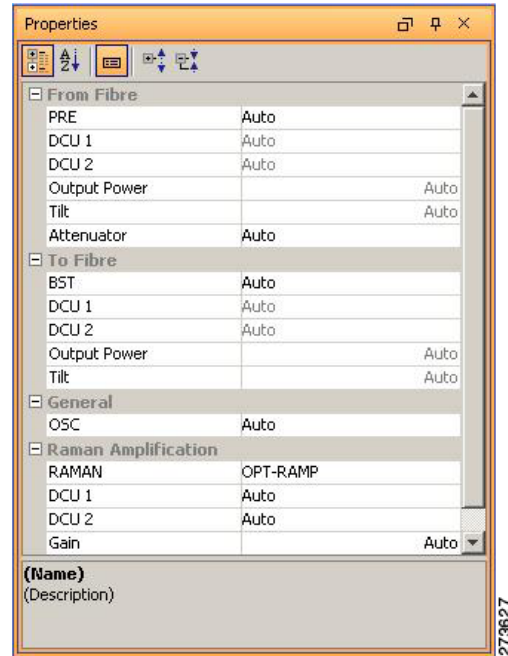 Properties
From Fibre
PRE Auto
DCU 1 Auto
DCU 2 Auto
Output Power Auto
Tilt Auto
Attenuator Auto
To Fibre
BST Auto
DCU 1 Auto
DCU 2 Auto
Output Power Auto
Tilt Auto
General
OSC Auto
Raman Amplification
RAMAN OPT-RAMP
DCU 1 Auto
DCU 2 Auto
Gain Auto
(Name)
(Description)
273627